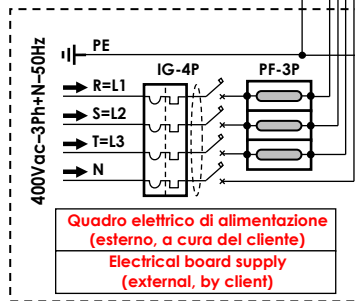 400Vac–3Ph+N–50Hz
PE
IG-4P
PF-3P
R=L1
S=L2
T=L3
N
Quadro elettrico di alimentazione
(esterno, a cura del cliente)
Electrical board supply
(external, by client)